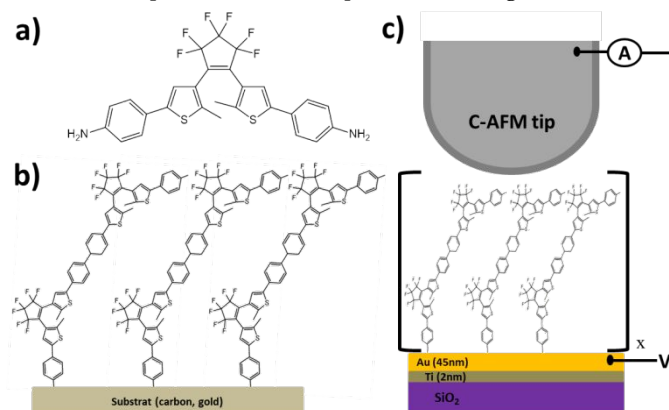 a)
F F
F F
F F
S S
H₂N NH₂
b)
Substrat (carbon, gold)
c)
A
C-AFM tip
x
Au (45nm)
V
Ti (2nm)
SiO₂